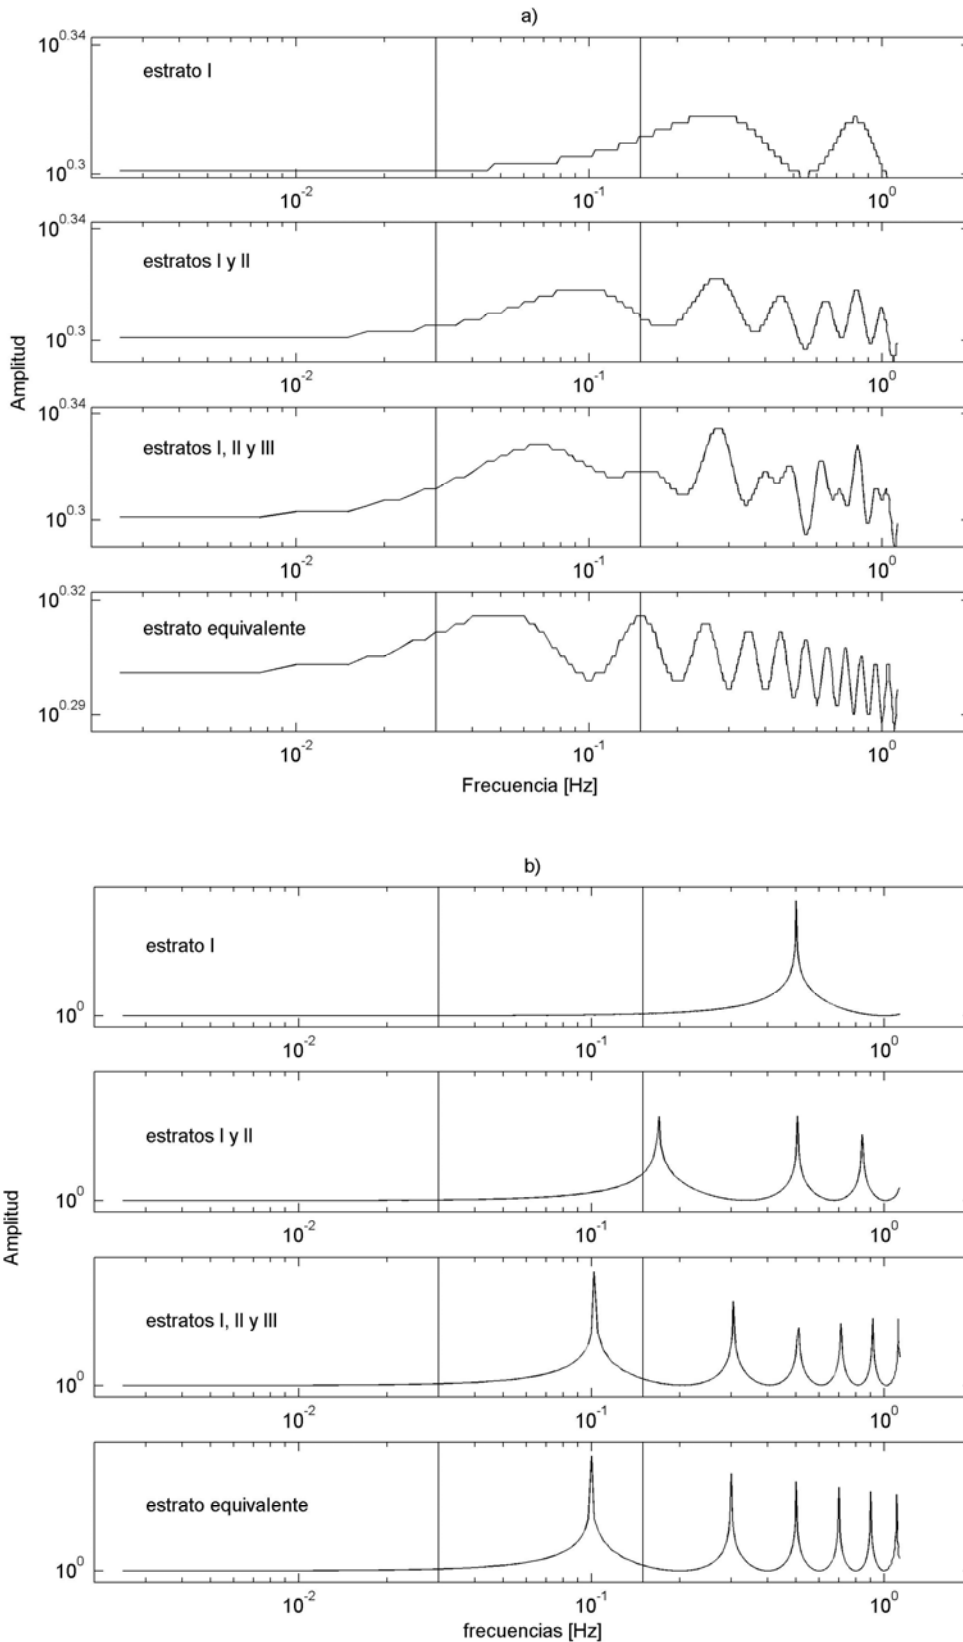 a)
10^0.34
estrato I
10^0.3
10^-2 10^-1 10^0
10^0.34
estratos I y II
10^0.3
10^-2 10^-1 10^0
Amplitud
10^0.34
estratos I, II y III
10^0.3
10^-2 10^-1 10^0
10^0.32
estrato equivalente
10^0.29
10^-2 10^-1 10^0
Frecuencia [Hz]
b)
estrato I
10^0
10^-2 10^-1 10^0
estratos I y II
10^0
10^-2 10^-1 10^0
Amplitud
estratos I, II y III
10^0
10^-2 10^-1 10^0
estrato equivalente
10^0
10^-2 10^-1 10^0
frecuencias [Hz]